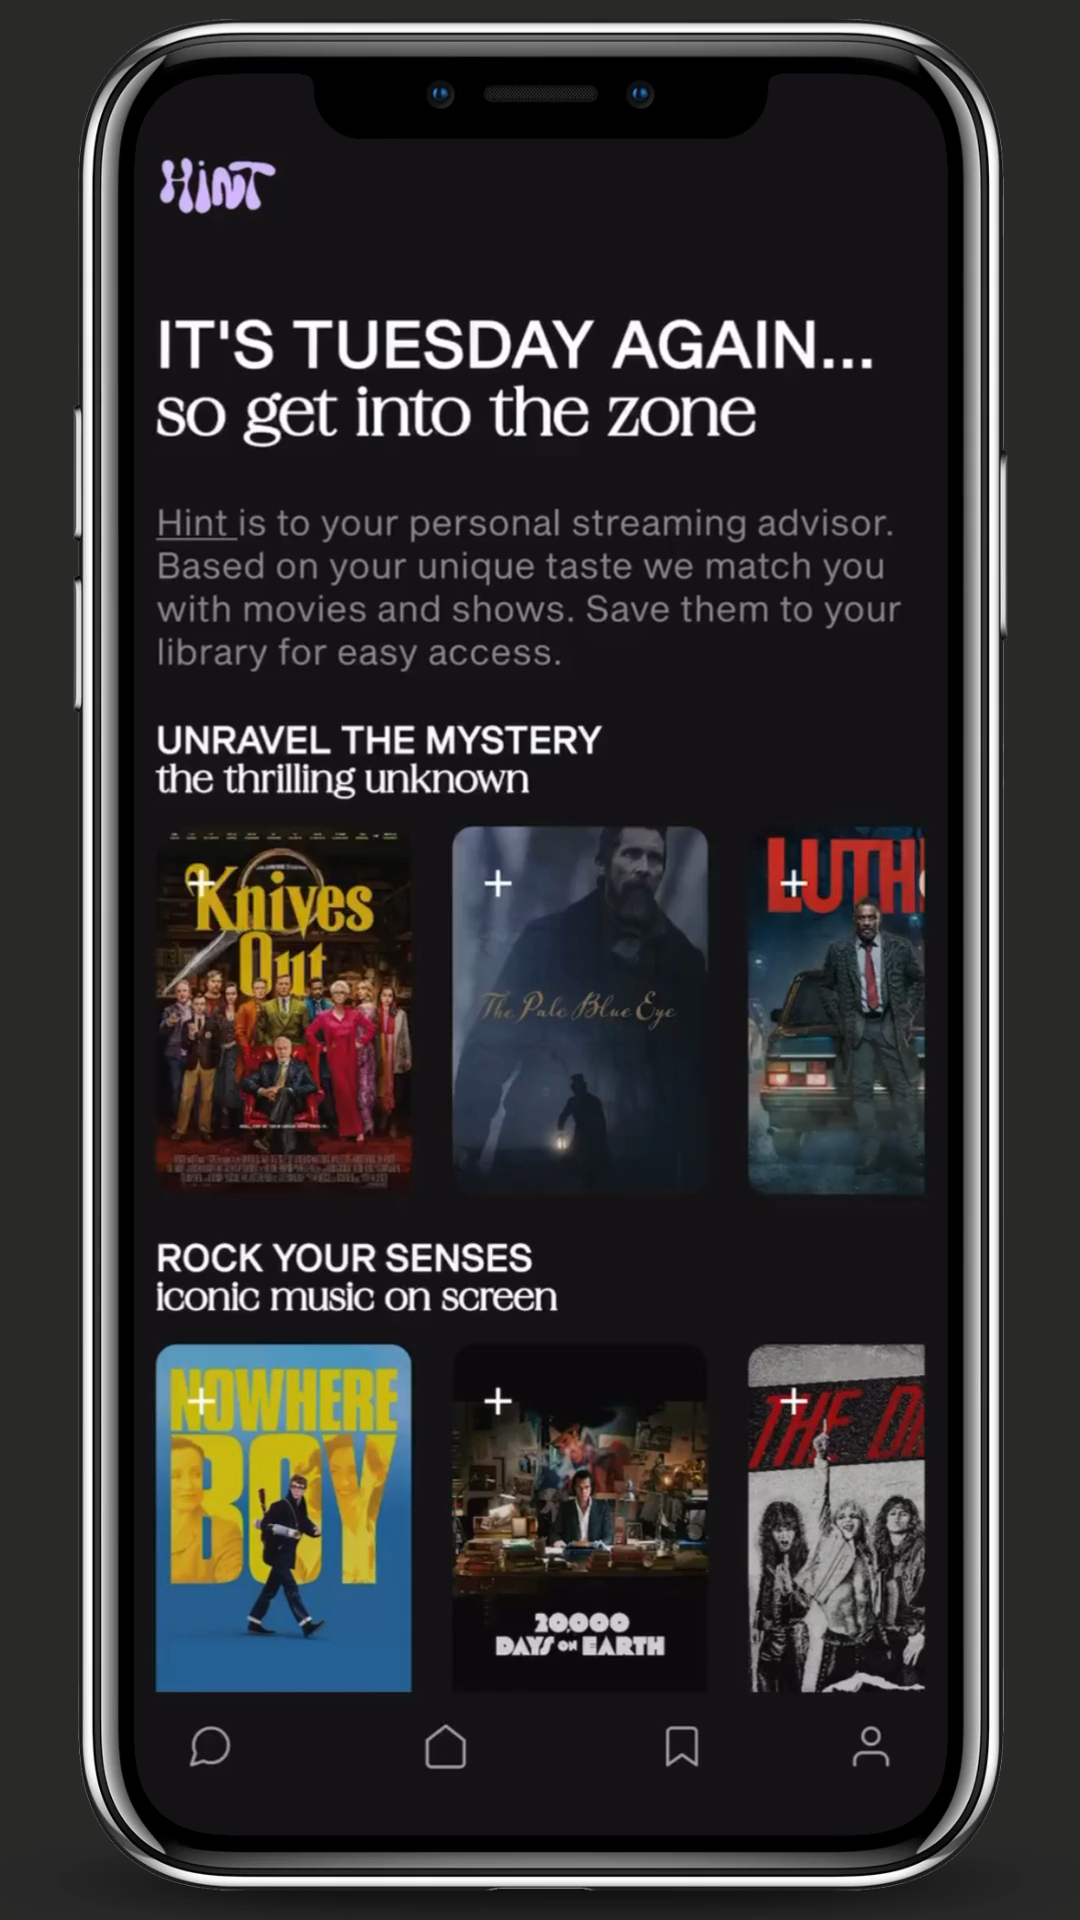 HiNT
IT'S TUESDAY AGAIN...
so get into the zone
Hint is to your personal streaming advisor.
Based on your unique taste we match you
with movies and shows. Save them to your
library for easy access.
UNRAVEL THE MYSTERY
the thrilling unknown
Knives
Out
The Pale Blue Eye
LUTH
ROCK YOUR SENSES
iconic music on screen
NOWHERE
BOY
20,000
DAYS ON EARTH
THE DI